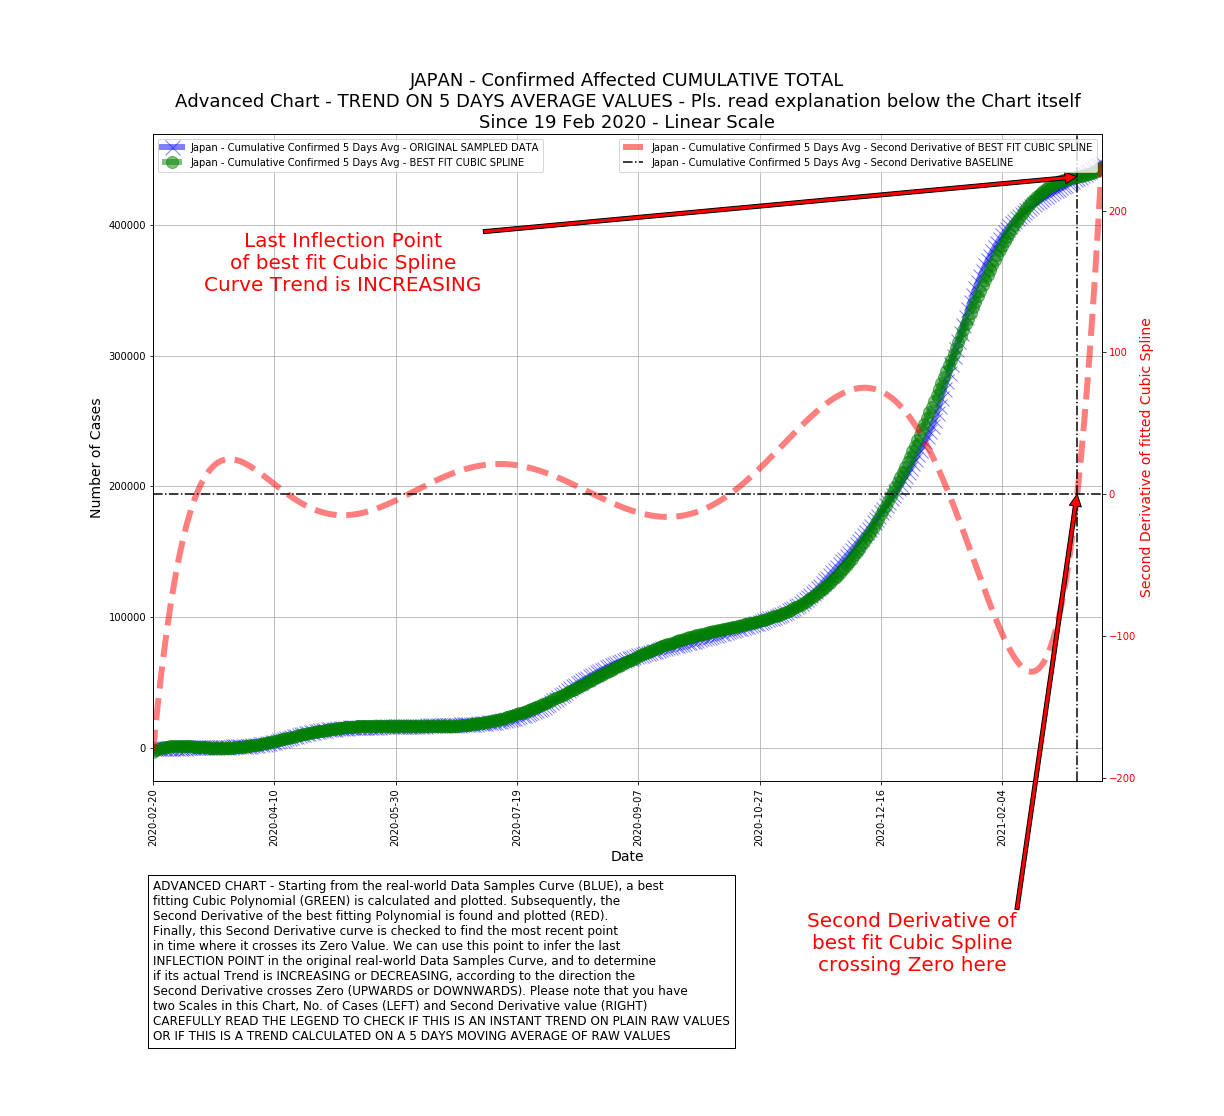 JAPAN - Confirmed Affected CUMULATIVE TOTAL
Advanced Chart - TREND ON 5 DAYS AVERAGE VALUES - Pls. read explanation below the Chart itself
Since 19 Feb 2020 - Linear Scale
Japan - Cumulative Confirmed 5 Days Avg - ORIGINAL SAMPLED DATA
Japan - Cumulative Confirmed 5 Days Avg - BEST FIT CUBIC SPLINE
Japan - Cumulative Confirmed 5 Days Avg - Second Derivative of BEST FIT CUBIC SPLINE
Japan - Cumulative Confirmed 5 Days Avg - Second Derivative BASELINE
Last Inflection Point
of best fit Cubic Spline
Curve Trend is INCREASING
Number of Cases
400000
300000
200000
100000
0
200
100
0
−100
−200
Second Derivative of fitted Cubic Spline
2020-02-20
2020-04-10
2020-05-30
2020-07-19
2020-09-07
2020-10-27
2020-12-16
2021-02-04
Date
Second Derivative of
best fit Cubic Spline
crossing Zero here
ADVANCED CHART - Starting from the real-world Data Samples Curve (BLUE), a best
fitting Cubic Polynomial (GREEN) is calculated and plotted. Subsequently, the
Second Derivative of the best fitting Polynomial is found and plotted (RED).
Finally, this Second Derivative curve is checked to find the most recent point
in time where it crosses its Zero Value. We can use this point to infer the last
INFLECTION POINT in the original real-world Data Samples Curve, and to determine
if its actual Trend is INCREASING or DECREASING, according to the direction the
Second Derivative crosses Zero (UPWARDS or DOWNWARDS). Please note that you have
two Scales in this Chart, No. of Cases (LEFT) and Second Derivative value (RIGHT)
CAREFULLY READ THE LEGEND TO CHECK IF THIS IS AN INSTANT TREND ON PLAIN RAW VALUES
OR IF THIS IS A TREND CALCULATED ON A 5 DAYS MOVING AVERAGE OF RAW VALUES